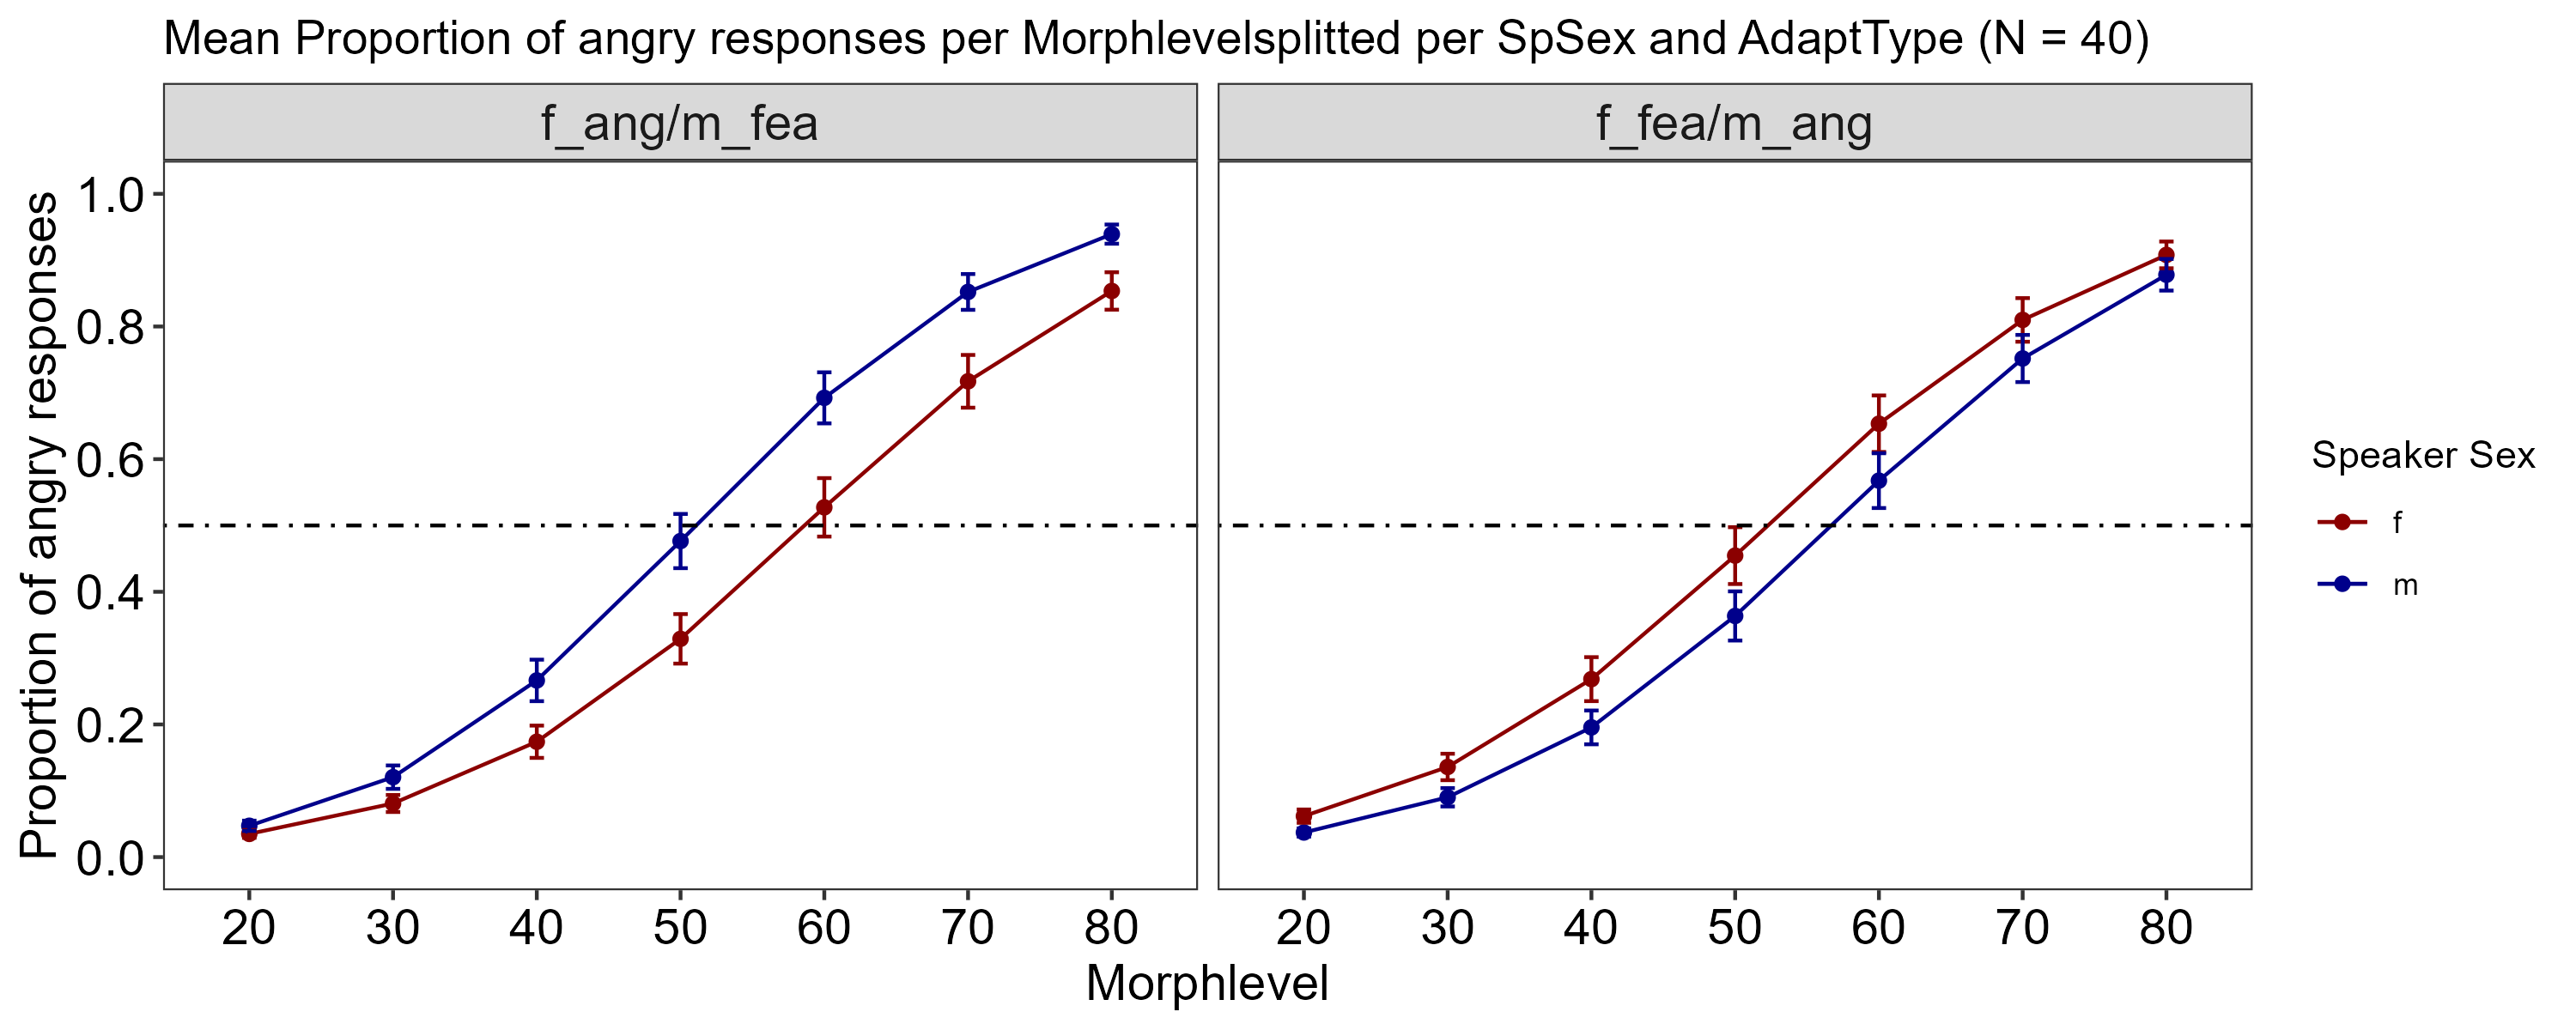 Mean Proportion of angry responses per Morphlevelsplitted per SpSex and AdaptType (N = 40)
f_ang/m_fea
f_fea/m_ang
Proportion of angry responses
1.0
0.8
0.6
0.4
0.2
0.0
20 30 40 50 60 70 80
20 30 40 50 60 70 80
Morphlevel
Speaker Sex
f
m